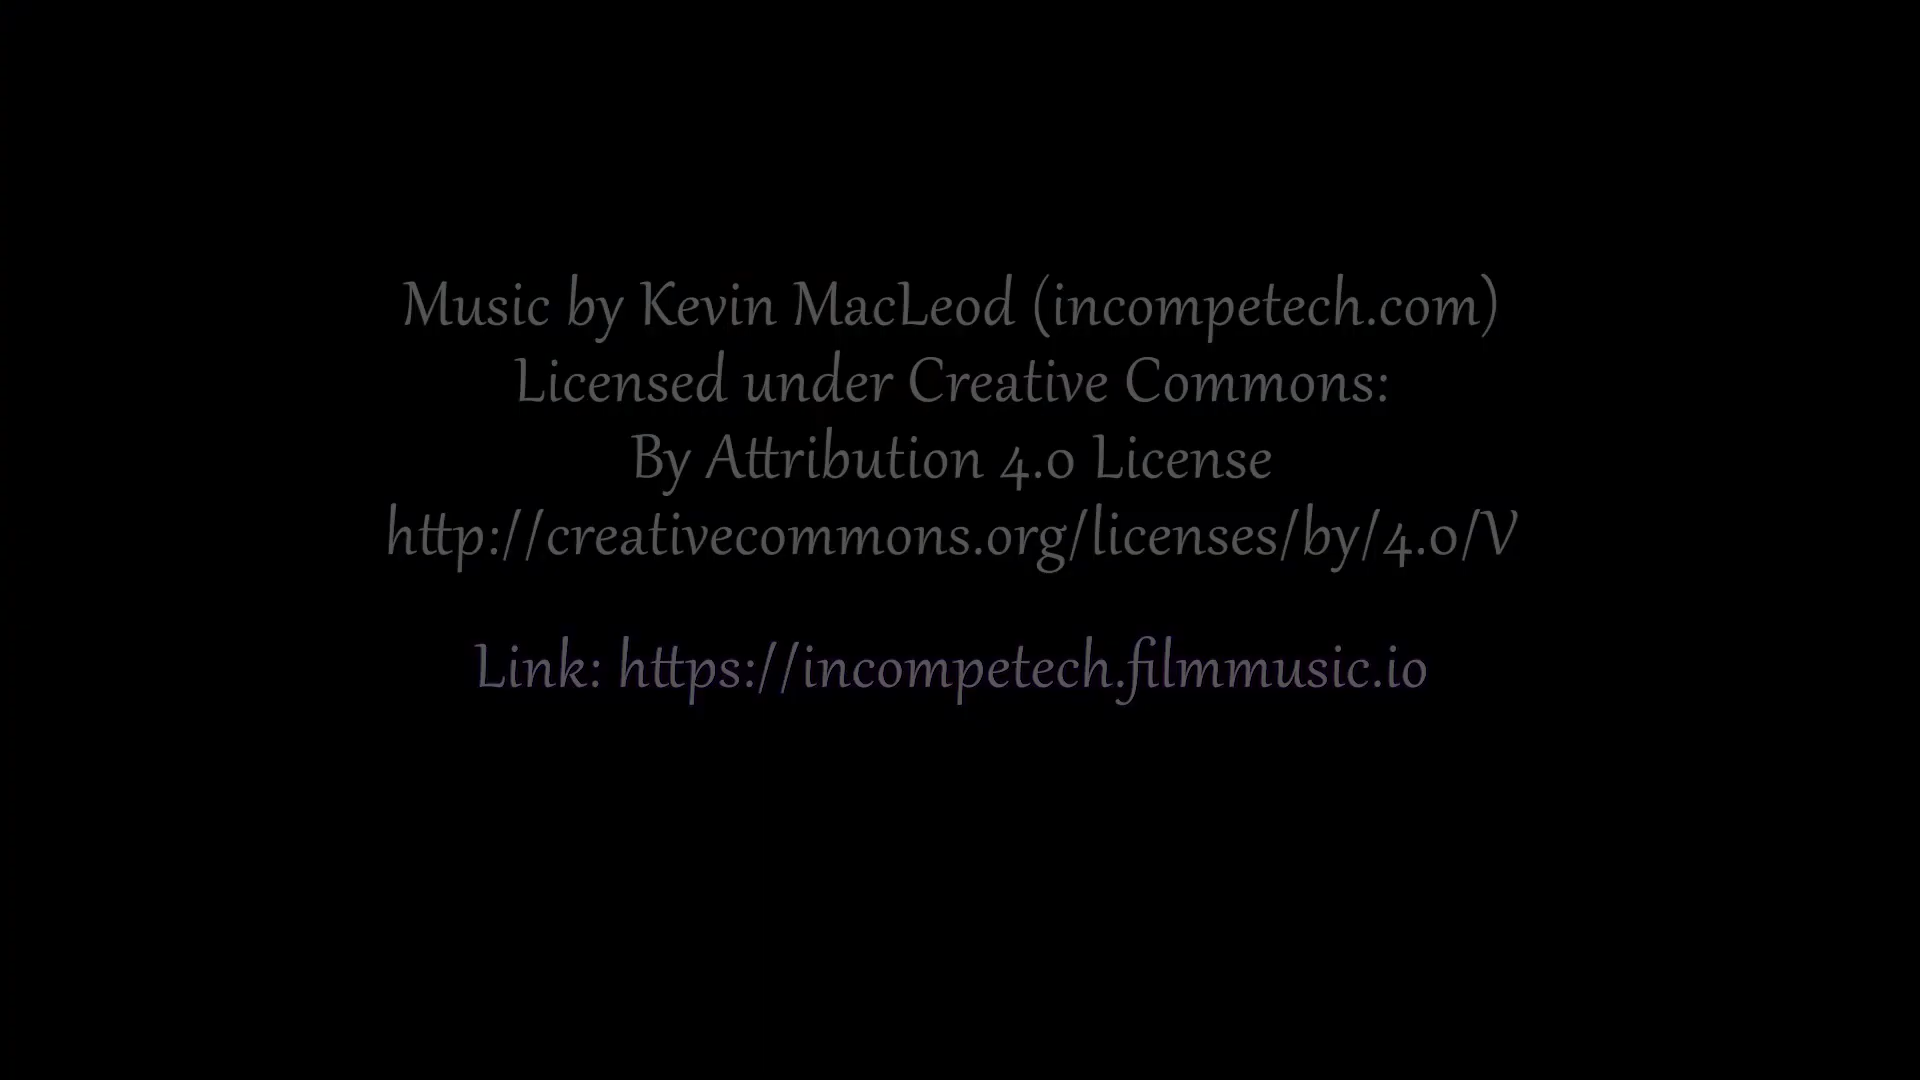 Music by Kevin MacLeod (incompetech.com)
Licensed under Creative Commons:
By Attribution 4.0 License
http://creativecommons.org/licenses/by/4.0/V
Link: https://incompetech.filmmusic.io